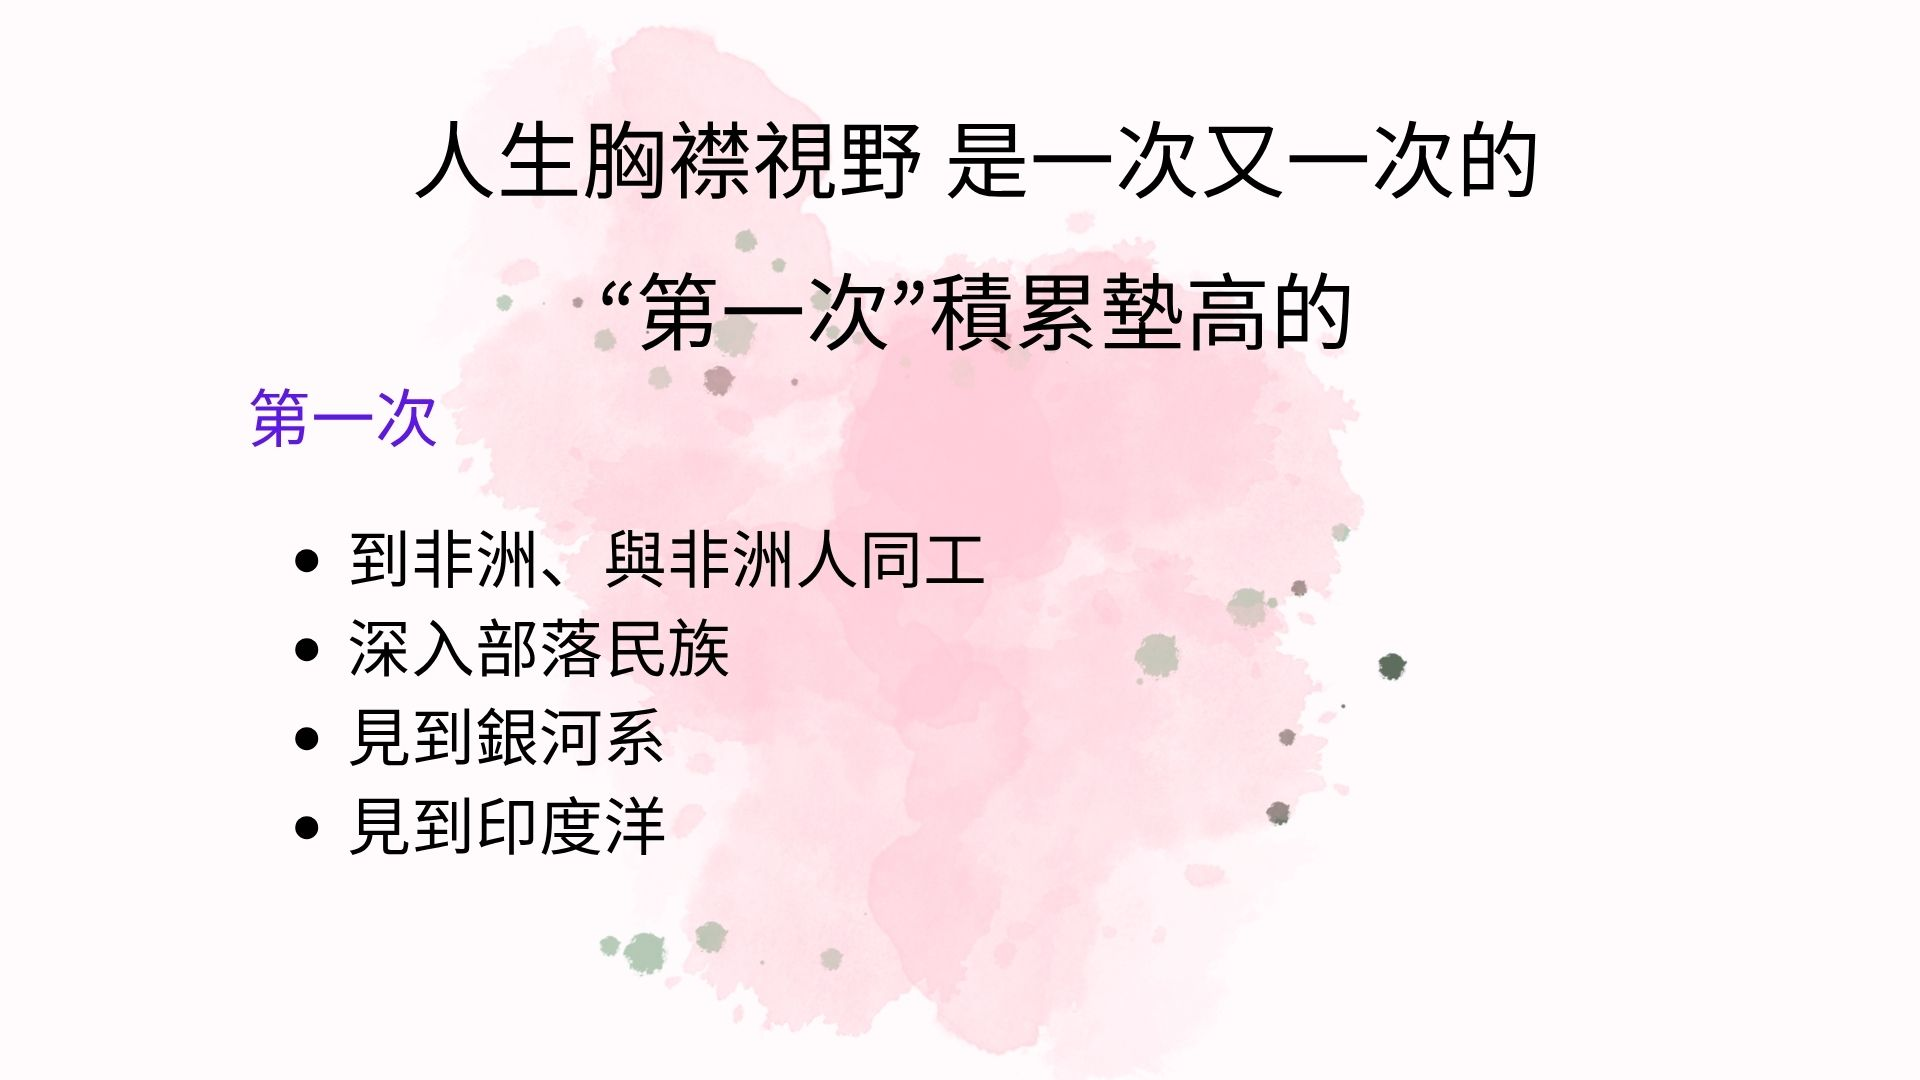 人生胸襟視野 是一次又一次的
“第一次”積累墊高的
第一次
• 到非洲、與非洲人同工
• 深入部落民族
• 見到銀河系
• 見到印度洋